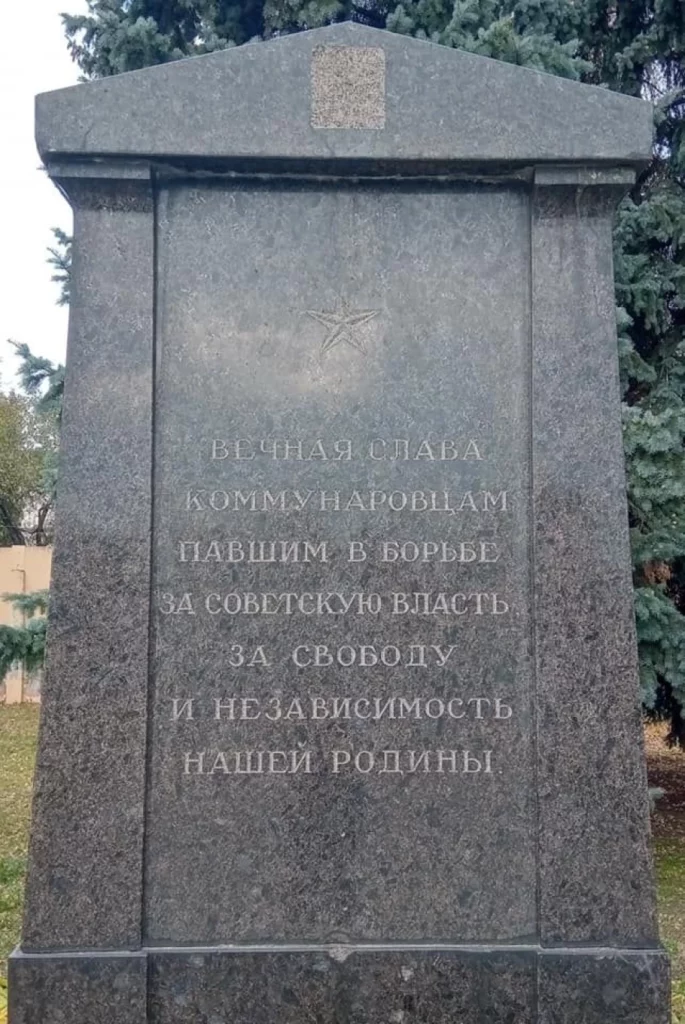 ВЕЧНАЯ СЛАВА
КОММУНАРОВЦАМ
ПАВШИМ В БОРЬБЕ
ЗА СОВЕТСКУЮ ВЛАСТЬ,
ЗА СВОБОДУ
И НЕЗАВИСИМОСТЬ
НАШЕЙ РОДИНЫ.